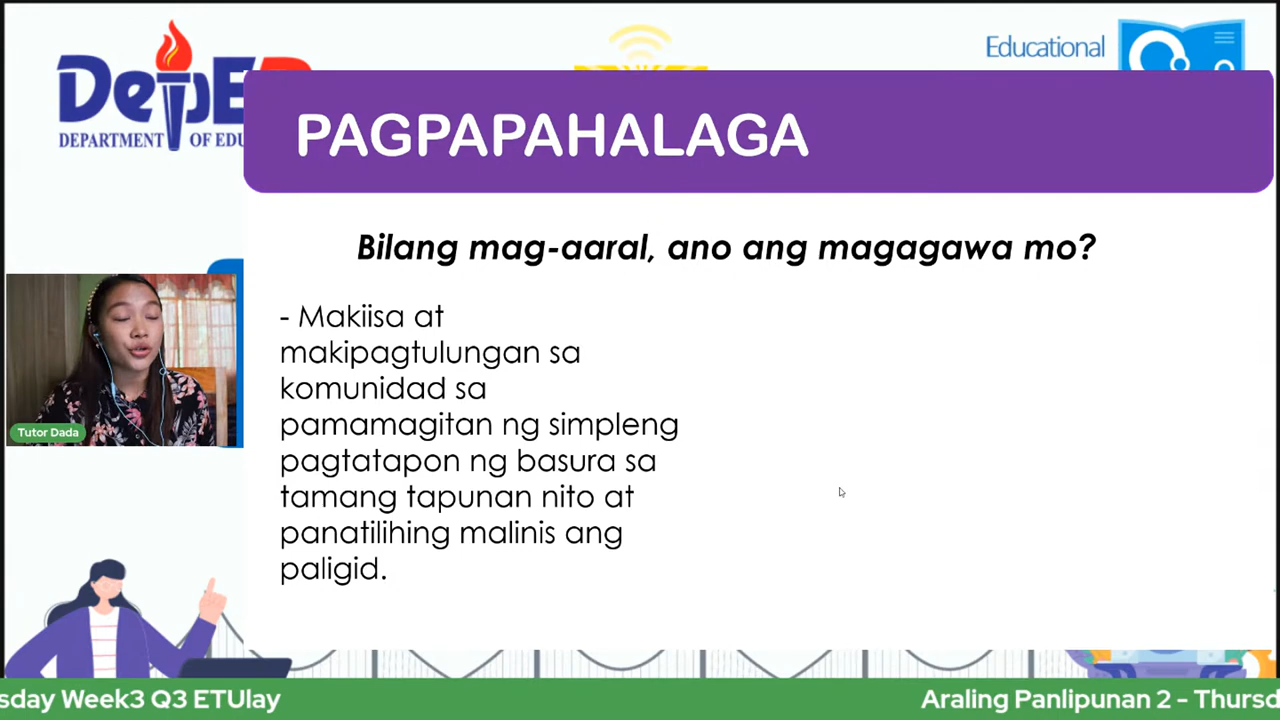 DepED
DEPARTMENT OF EDU
Educational
PAGPAPAHALAGA
Bilang mag-aaral, ano ang magagawa mo?
- Makiisa at
makipagtulungan sa
komunidad sa
pamamagitan ng simpleng
pagtatapon ng basura sa
tamang tapunan nito at
panatilihing malinis ang
paligid.
Tutor Dada
sday Week3 Q3 ETUlay
Araling Panlipunan 2 - Thursd